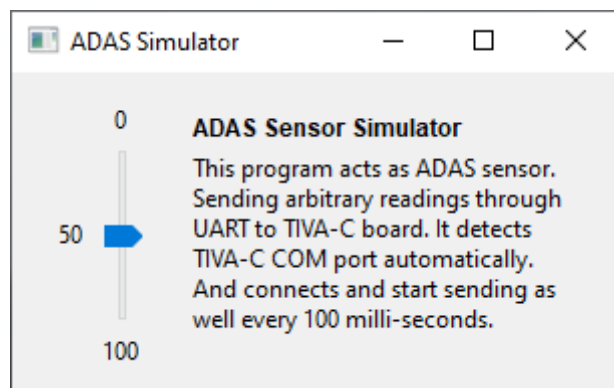 ADAS Simulator
0
ADAS Sensor Simulator
This program acts as ADAS sensor.
Sending arbitrary readings through
50
UART to TIVA-C board. It detects
TIVA-C COM port automatically.
And connects and start sending as
well every 100 milli-seconds.
100